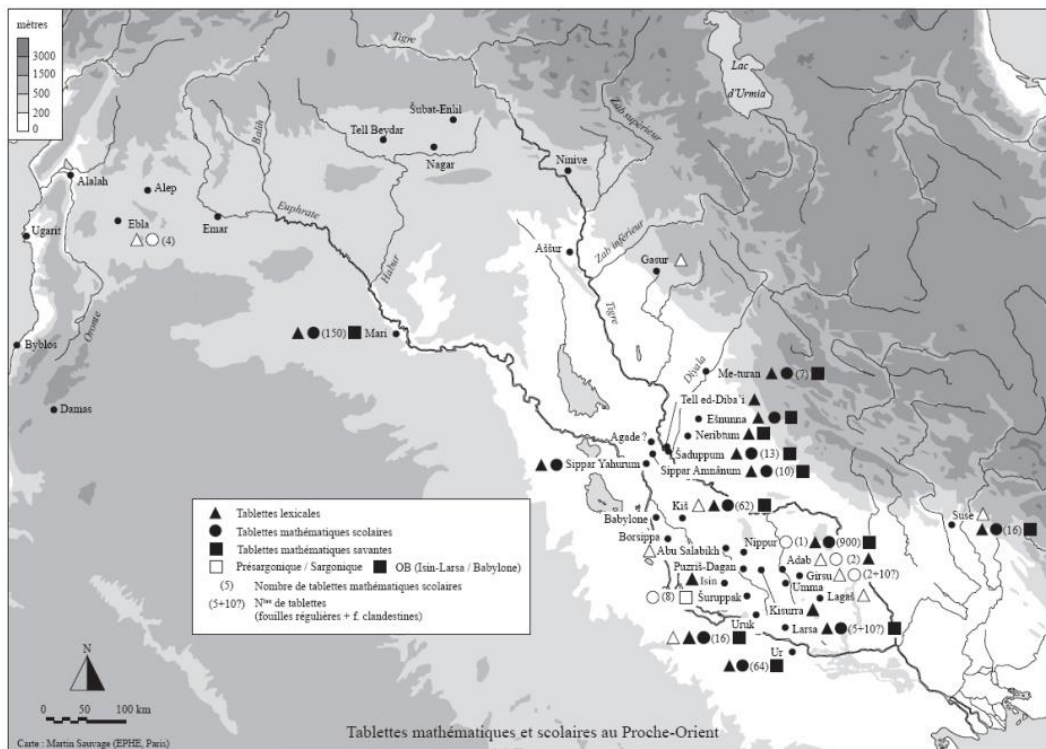 mètres
3000
1500
500
200
0
Tigre
Lac
d'Urmia
Zab supérieur
Šubat-Enlil
Tell Beydar
Balih
Nagar
Ninive
Alalah
Alep
Euphrate
Ebla
(4)
Emar
Ugarit
Habur
Aššur
Zab inférieur
Gasur
Tigre
Oronte
Byblos
(150) Mari
Diyala
Me-turan (7)
Damas
Tell ed-Diba'i
Ešnunna
Neribtum
Agade ?
Šaduppum (13)
Sippar Yahurum
Sippar Amnânum (10)
Kiš (62)
Suse
(16)
Babylone
Borsippa
Nippur (1) (900)
Abu Salabikh
Adab (2)
Puzriš-Dagan
Girsu (2+10?)
Isin
Umma
Lagaš
(8) Šuruppak
Kisurra
Uruk
Larsa (5+10?)
(16)
Ur
(64)
Tablettes lexicales
Tablettes mathématiques scolaires
Tablettes mathématiques savantes
Présargonique / Sargonique OB (Isin-Larsa / Babylone)
(5) Nombre de tablettes mathématiques scolaires
(5+10?) Nbre de tablettes
(fouilles régulières + f. clandestines)
N
0 50 100 km
Tablettes mathématiques et scolaires au Proche-Orient
Carte : Martin Sauvage (EPHE, Paris)